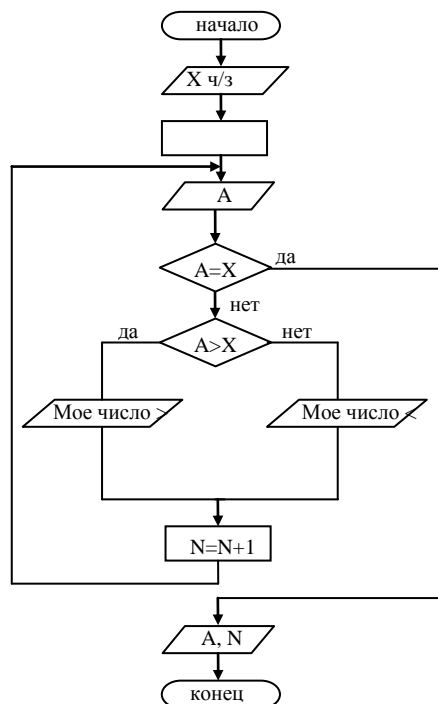 начало
X ч/з
A
A=X
да
нет
A>X
да
нет
Мое число >
Мое число <
N=N+1
A, N
конец